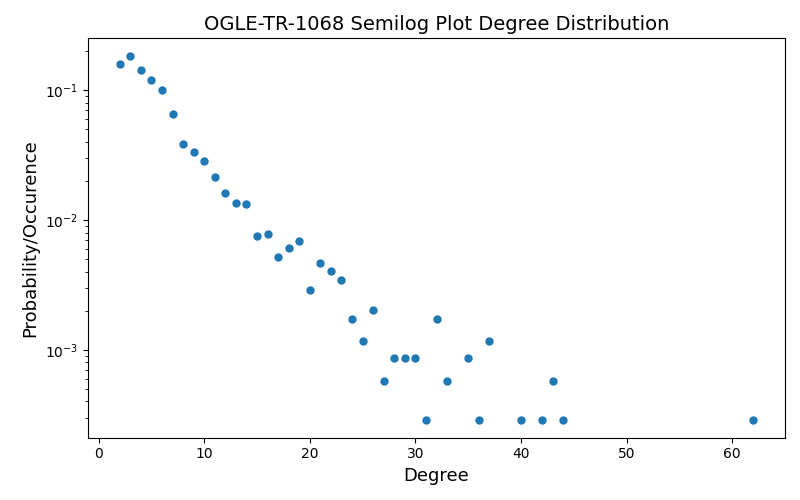 OGLE-TR-1068 Semilog Plot Degree Distribution
Probability/Occurence
10⁻¹
10⁻²
10⁻³
0 10 20 30 40 50 60
Degree